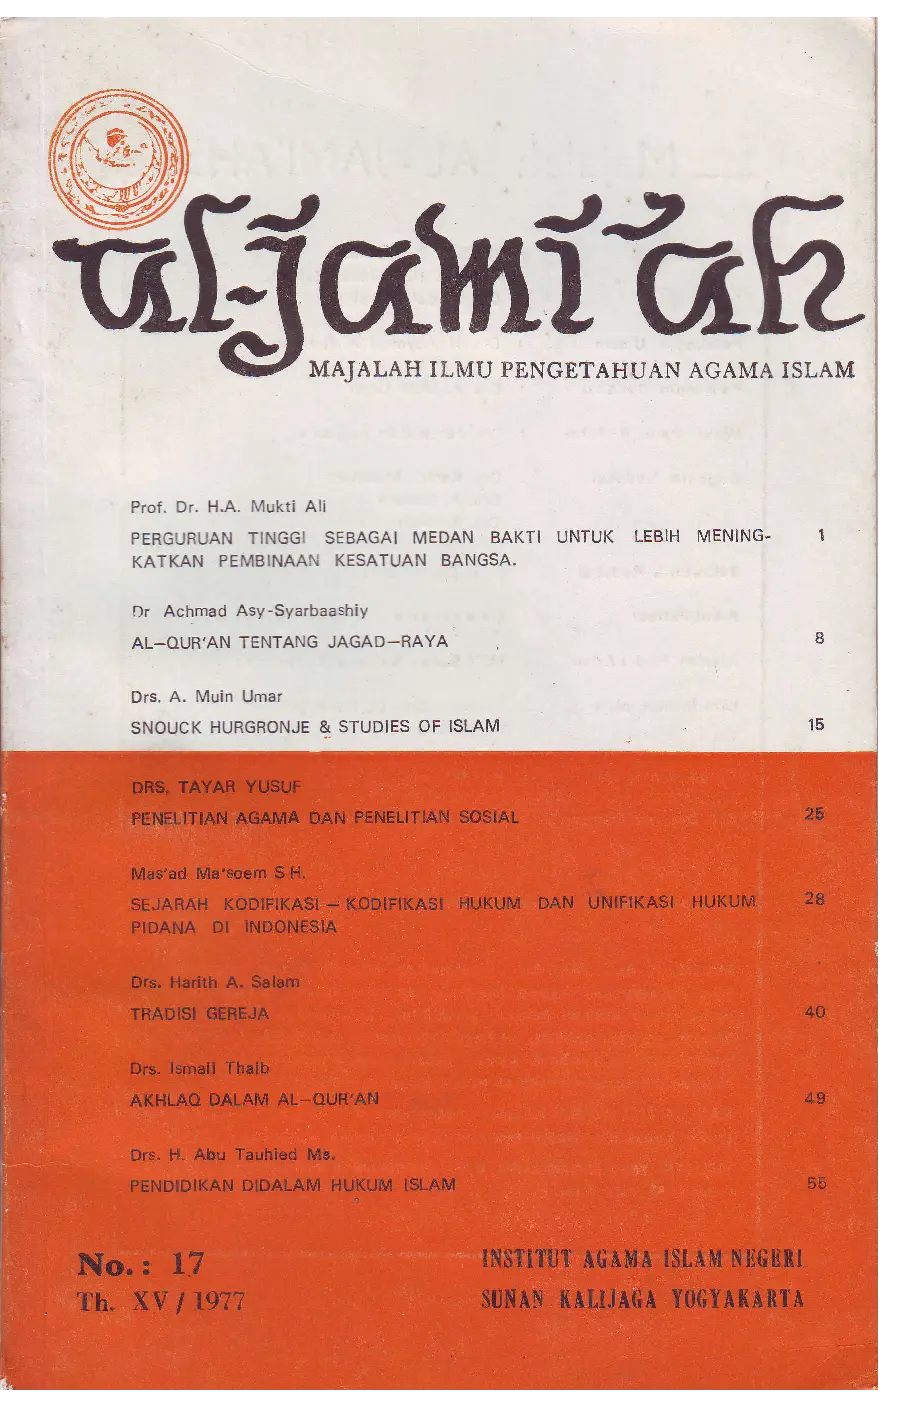 al-Jami'ah
MAJALAH ILMU PENGETAHUAN AGAMA ISLAM
Prof. Dr. H.A. Mukti Ali
PERGURUAN TINGGI SEBAGAI MEDAN BAKTI UNTUK LEBIH MENING- 1
KATKAN PEMBINAAN KESATUAN BANGSA.
Dr Achmad Asy-Syarbaashiy
AL-QUR'AN TENTANG JAGAD-RAYA 8
Drs. A. Muin Umar
SNOUCK HURGRONJE & STUDIES OF ISLAM 15
DRS. TAYAR YUSUF
PENELITIAN AGAMA DAN PENELITIAN SOSIAL 25
Mas'ad Ma'soem S.H.
SEJARAH KODIFIKASI – KODIFIKASI HUKUM DAN UNIFIKASI HUKUM 28
PIDANA DI INDONESIA
Drs. Harith A. Salam
TRADISI GEREJA 40
Drs. Ismail Thaib
AKHLAQ DALAM AL-QUR'AN 49
Drs. H. Abu Tauhied Ms.
PENDIDIKAN DIDALAM HUKUM ISLAM 55
No.: 17 INSTITUT AGAMA ISLAM NEGERI
Th. XV / 1977 SUNAN KALIJAGA YOGYAKARTA